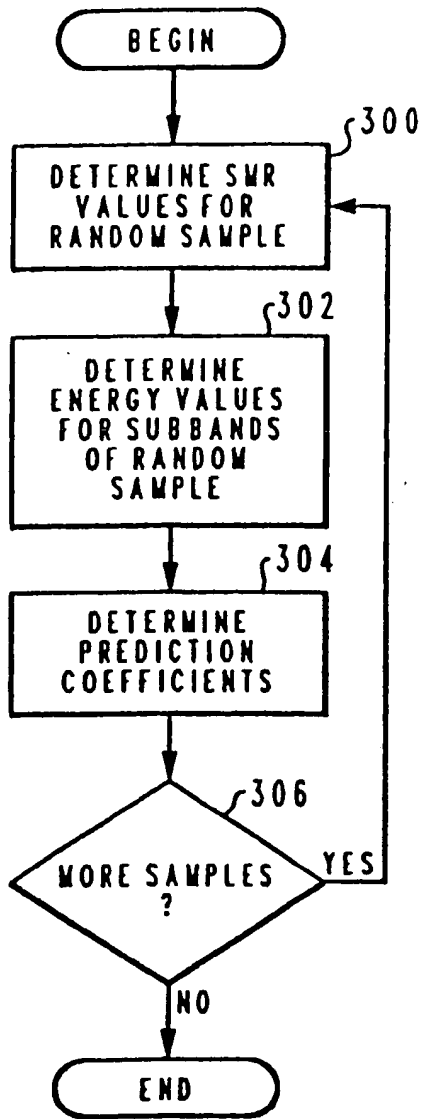 BEGIN
300
DETERMINE SMR
VALUES FOR
RANDOM SAMPLE
302
DETERMINE
ENERGY VALUES
FOR SUBBANDS
OF RANDOM
SAMPLE
304
DETERMINE
PREDICTION
COEFFICIENTS
306
MORE SAMPLES
?
YES
NO
END